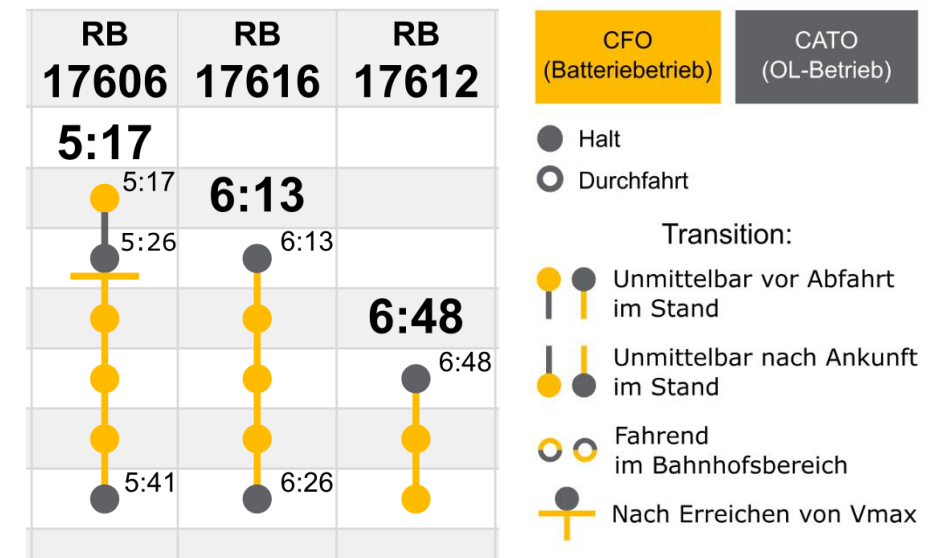 RB
17606
RB
17616
RB
17612
5:17
5:17
6:13
5:26
6:13
6:48
6:48
5:41
6:26
CFO
(Batteriebetrieb)
CATO
(OL-Betrieb)
Halt
Durchfahrt
Transition:
Unmittelbar vor Abfahrt
im Stand
Unmittelbar nach Ankunft
im Stand
Fahrend
im Bahnhofsbereich
Nach Erreichen von Vmax